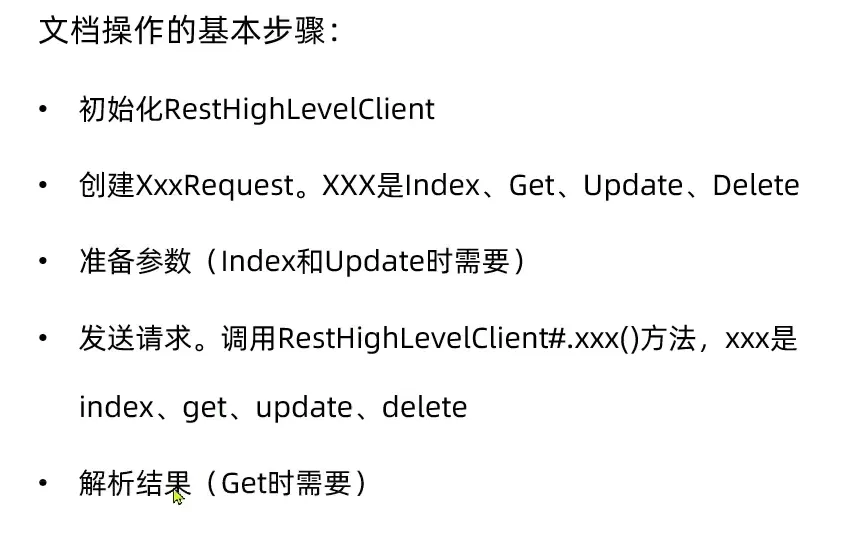 文档操作的基本步骤：
• 初始化RestHighLevelClient
• 创建XxxRequest。XXX是Index、Get、Update、Delete
• 准备参数（Index和Update时需要）
• 发送请求。调用RestHighLevelClient#.xxx()方法，xxx是
index、get、update、delete
• 解析结果（Get时需要）